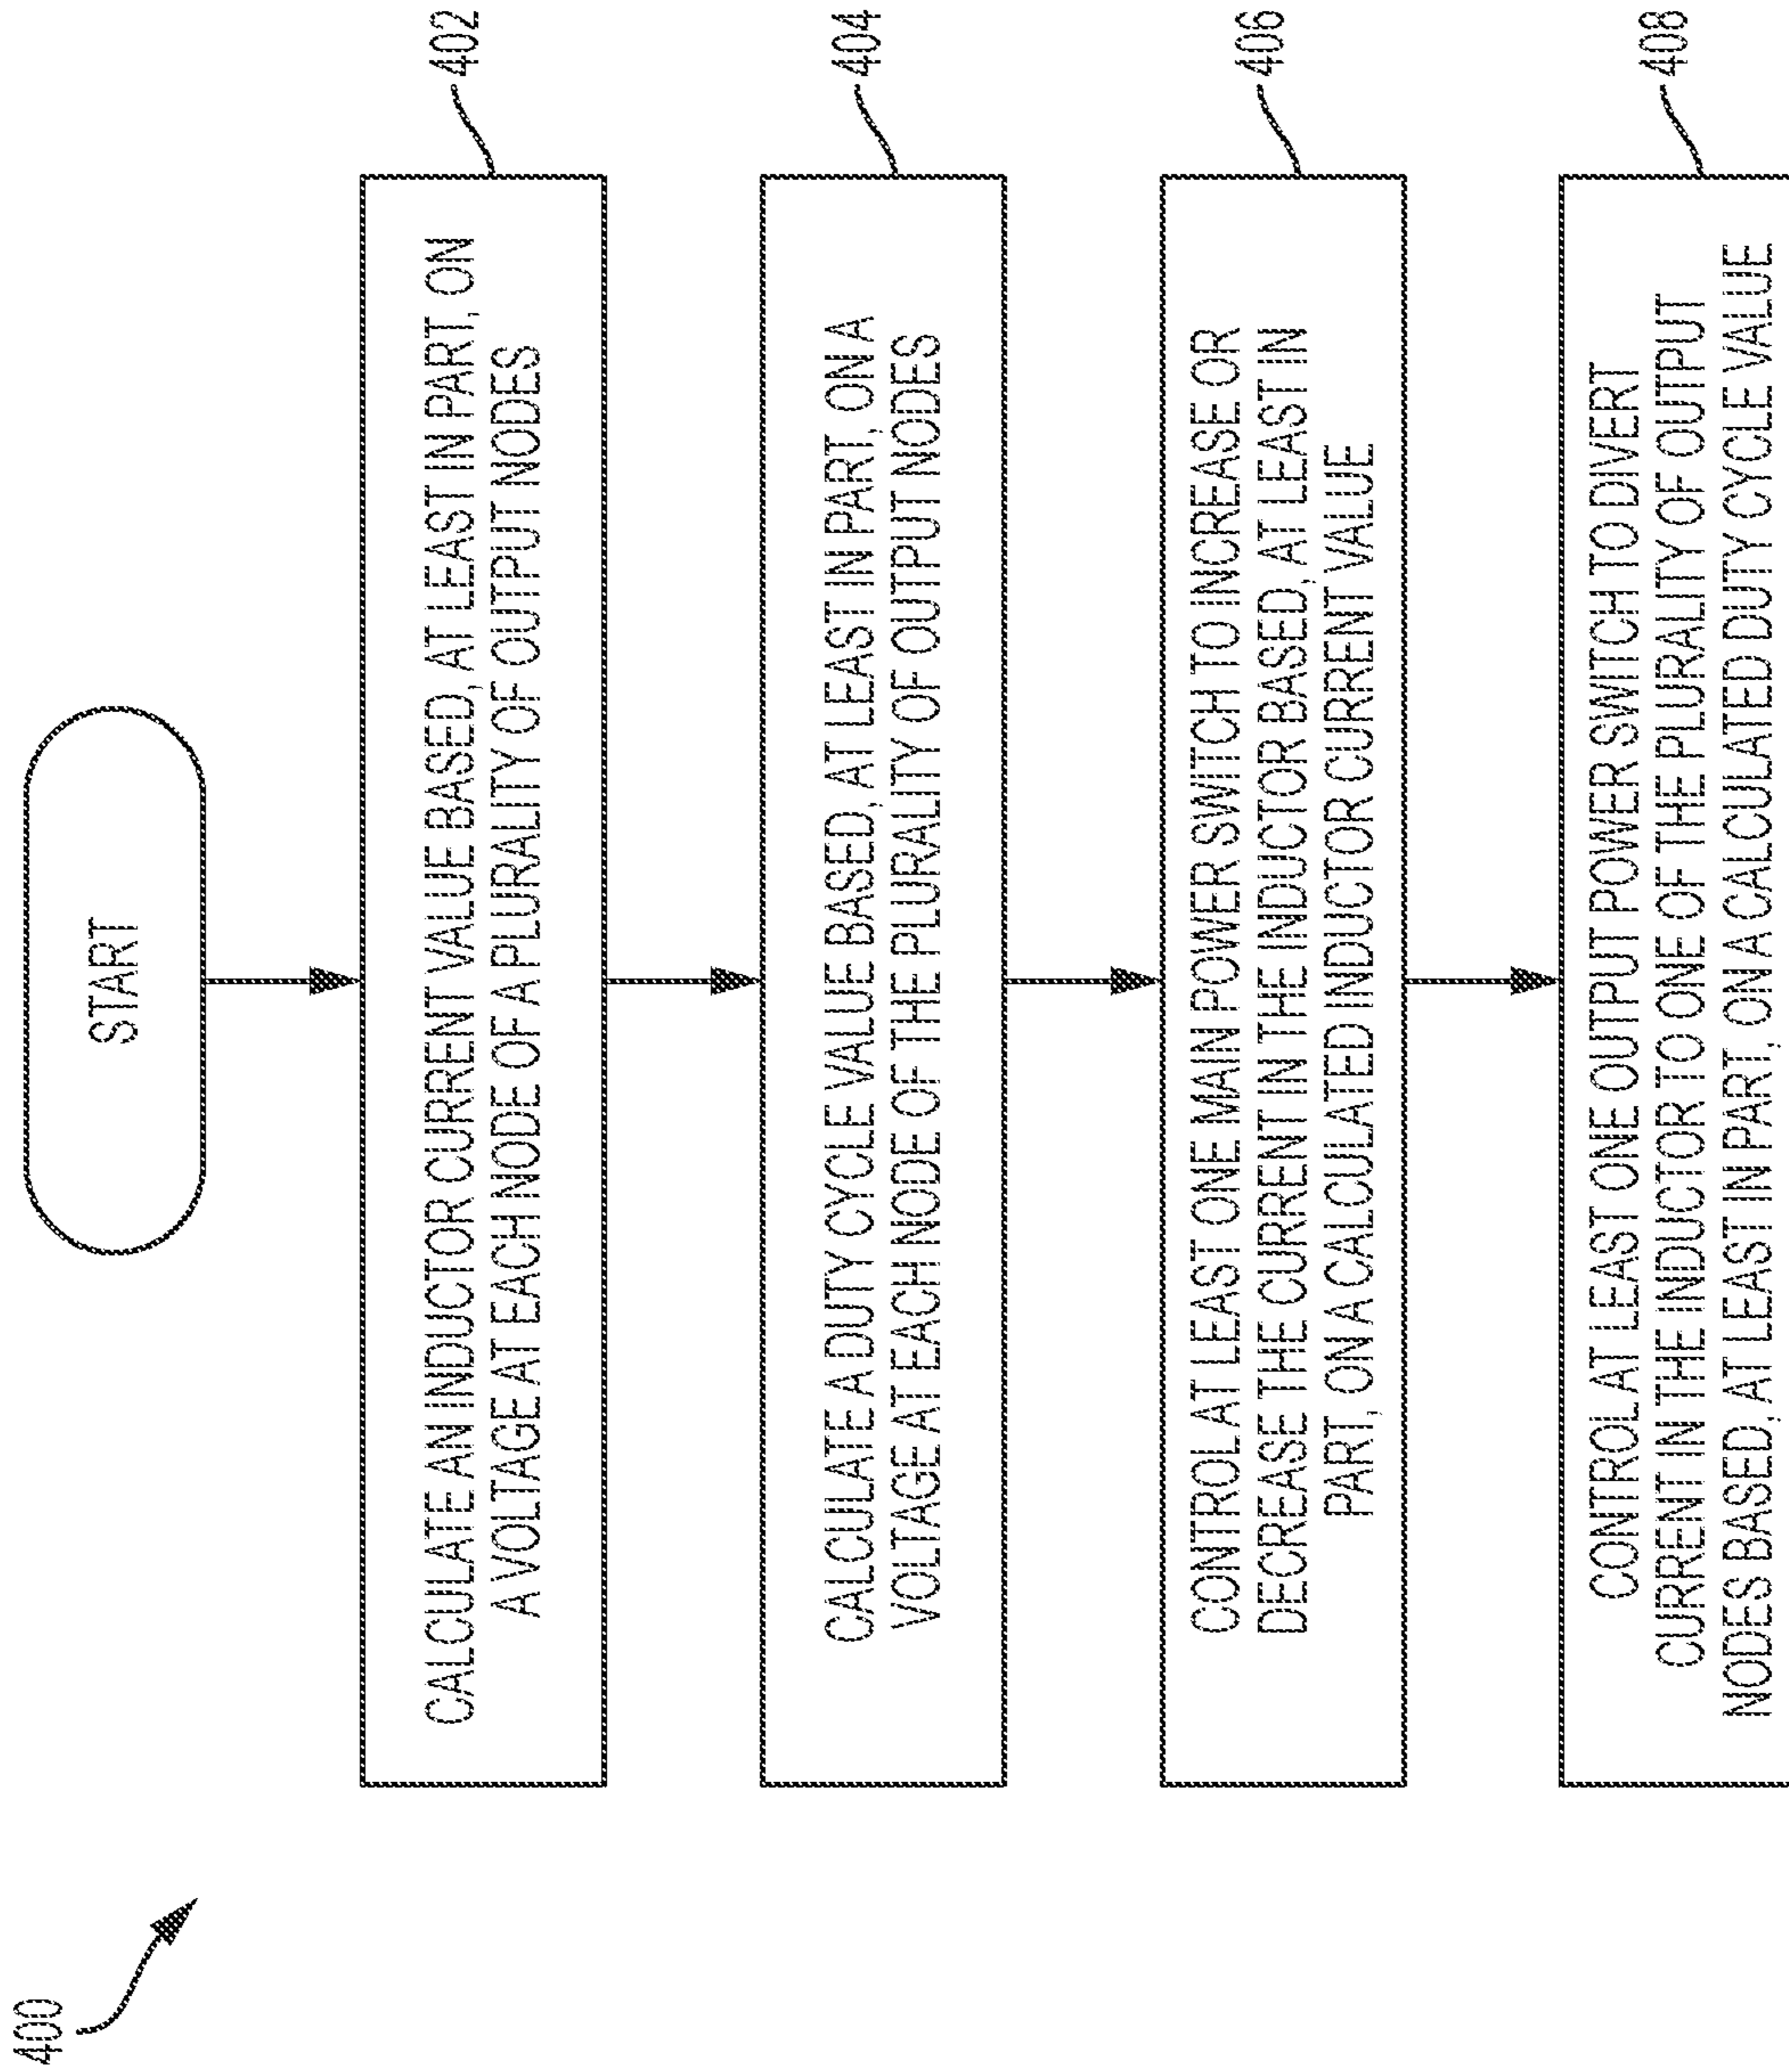 400
START
CALCULATE AN INDUCTOR CURRENT VALUE BASED, AT LEAST IN PART, ON
A VOLTAGE AT EACH NODE OF A PLURALITY OF OUTPUT NODES
402
CALCULATE A DUTY CYCLE VALUE BASED, AT LEAST IN PART, ON A
VOLTAGE AT EACH NODE OF THE PLURALITY OF OUTPUT NODES
404
CONTROL AT LEAST ONE MAIN POWER SWITCH TO INCREASE OR
DECREASE THE CURRENT IN THE INDUCTOR BASED, AT LEAST IN
PART, ON A CALCULATED INDUCTOR CURRENT VALUE
406
CONTROL AT LEAST ONE OUTPUT POWER SWITCH TO DIVERT
CURRENT IN THE INDUCTOR TO ONE OF THE PLURALITY OF OUTPUT
NODES BASED, AT LEAST IN PART, ON A CALCULATED DUTY CYCLE VALUE
408